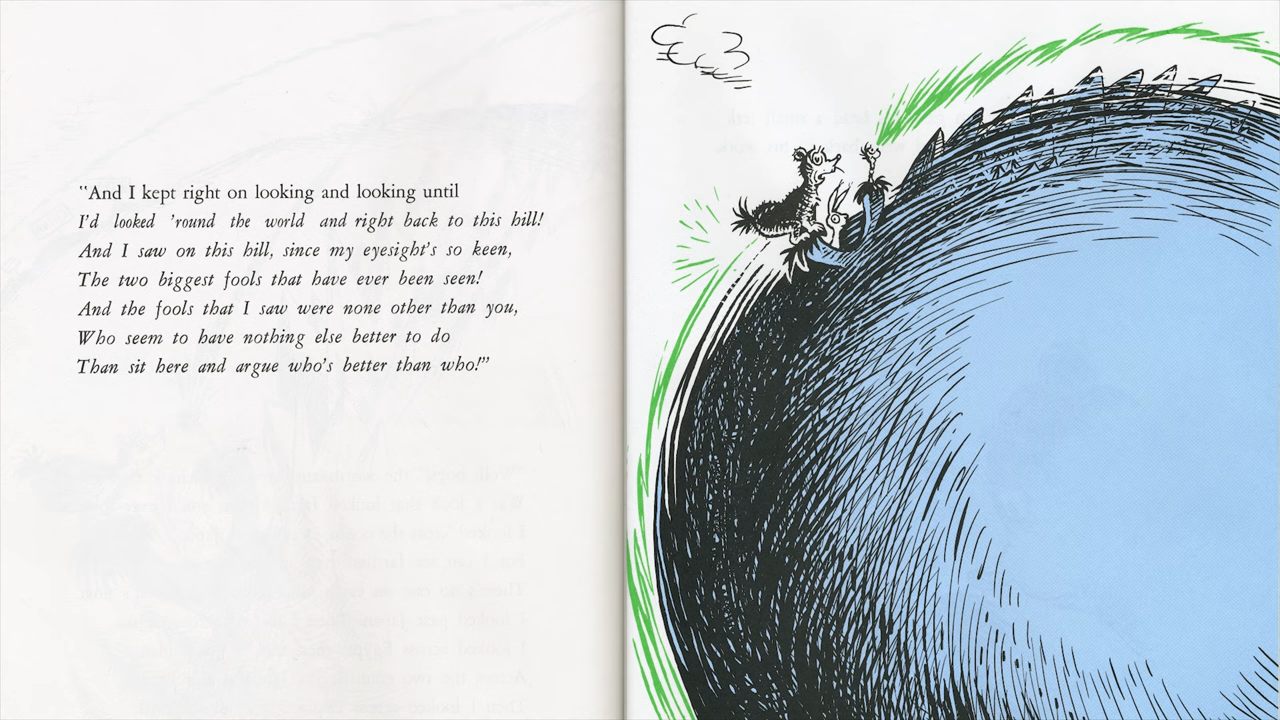 "And I kept right on looking and looking until
I'd looked 'round the world and right back to this hill!
And I saw on this hill, since my eyesight's so keen,
The two biggest fools that have ever been seen!
And the fools that I saw were none other than you,
Who seem to have nothing else better to do
Than sit here and argue who's better than who!"